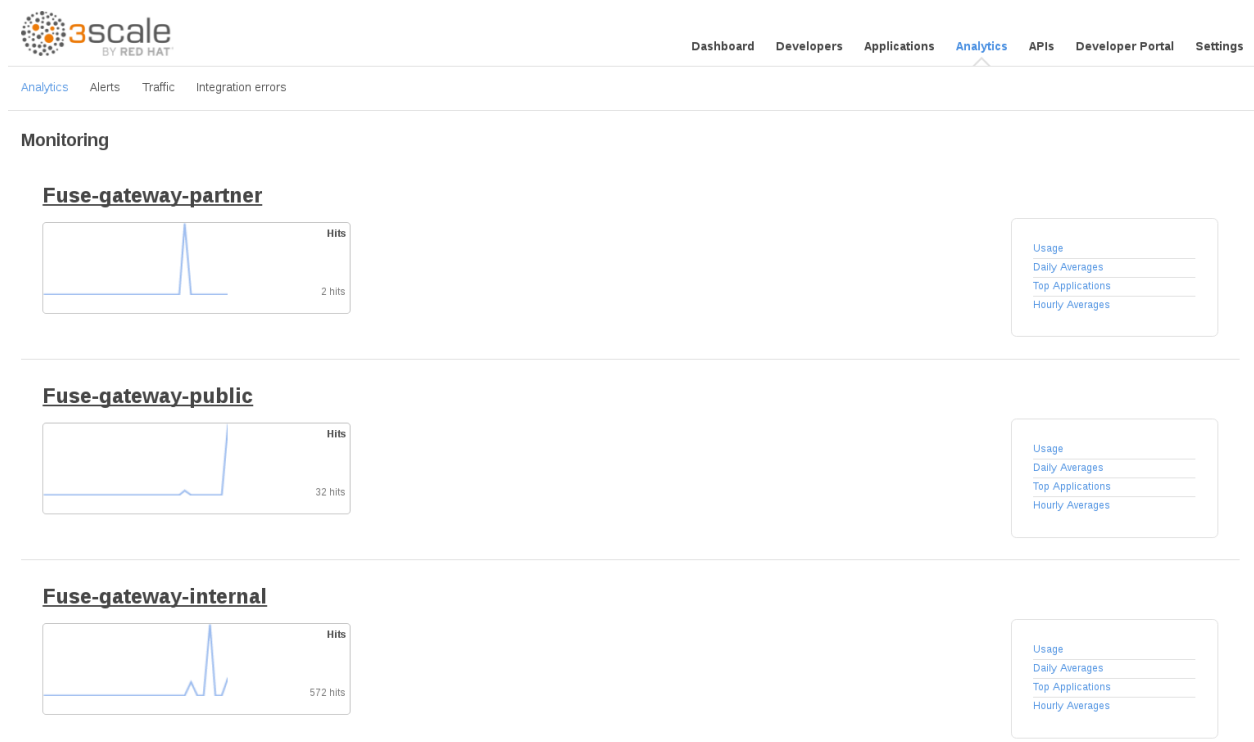 3scale
BY RED HAT
Dashboard Developers Applications Analytics APIs Developer Portal Settings
Analytics Alerts Traffic Integration errors
Monitoring
Fuse-gateway-partner
Hits
2 hits
Usage
Daily Averages
Top Applications
Hourly Averages
Fuse-gateway-public
Hits
32 hits
Usage
Daily Averages
Top Applications
Hourly Averages
Fuse-gateway-internal
Hits
572 hits
Usage
Daily Averages
Top Applications
Hourly Averages